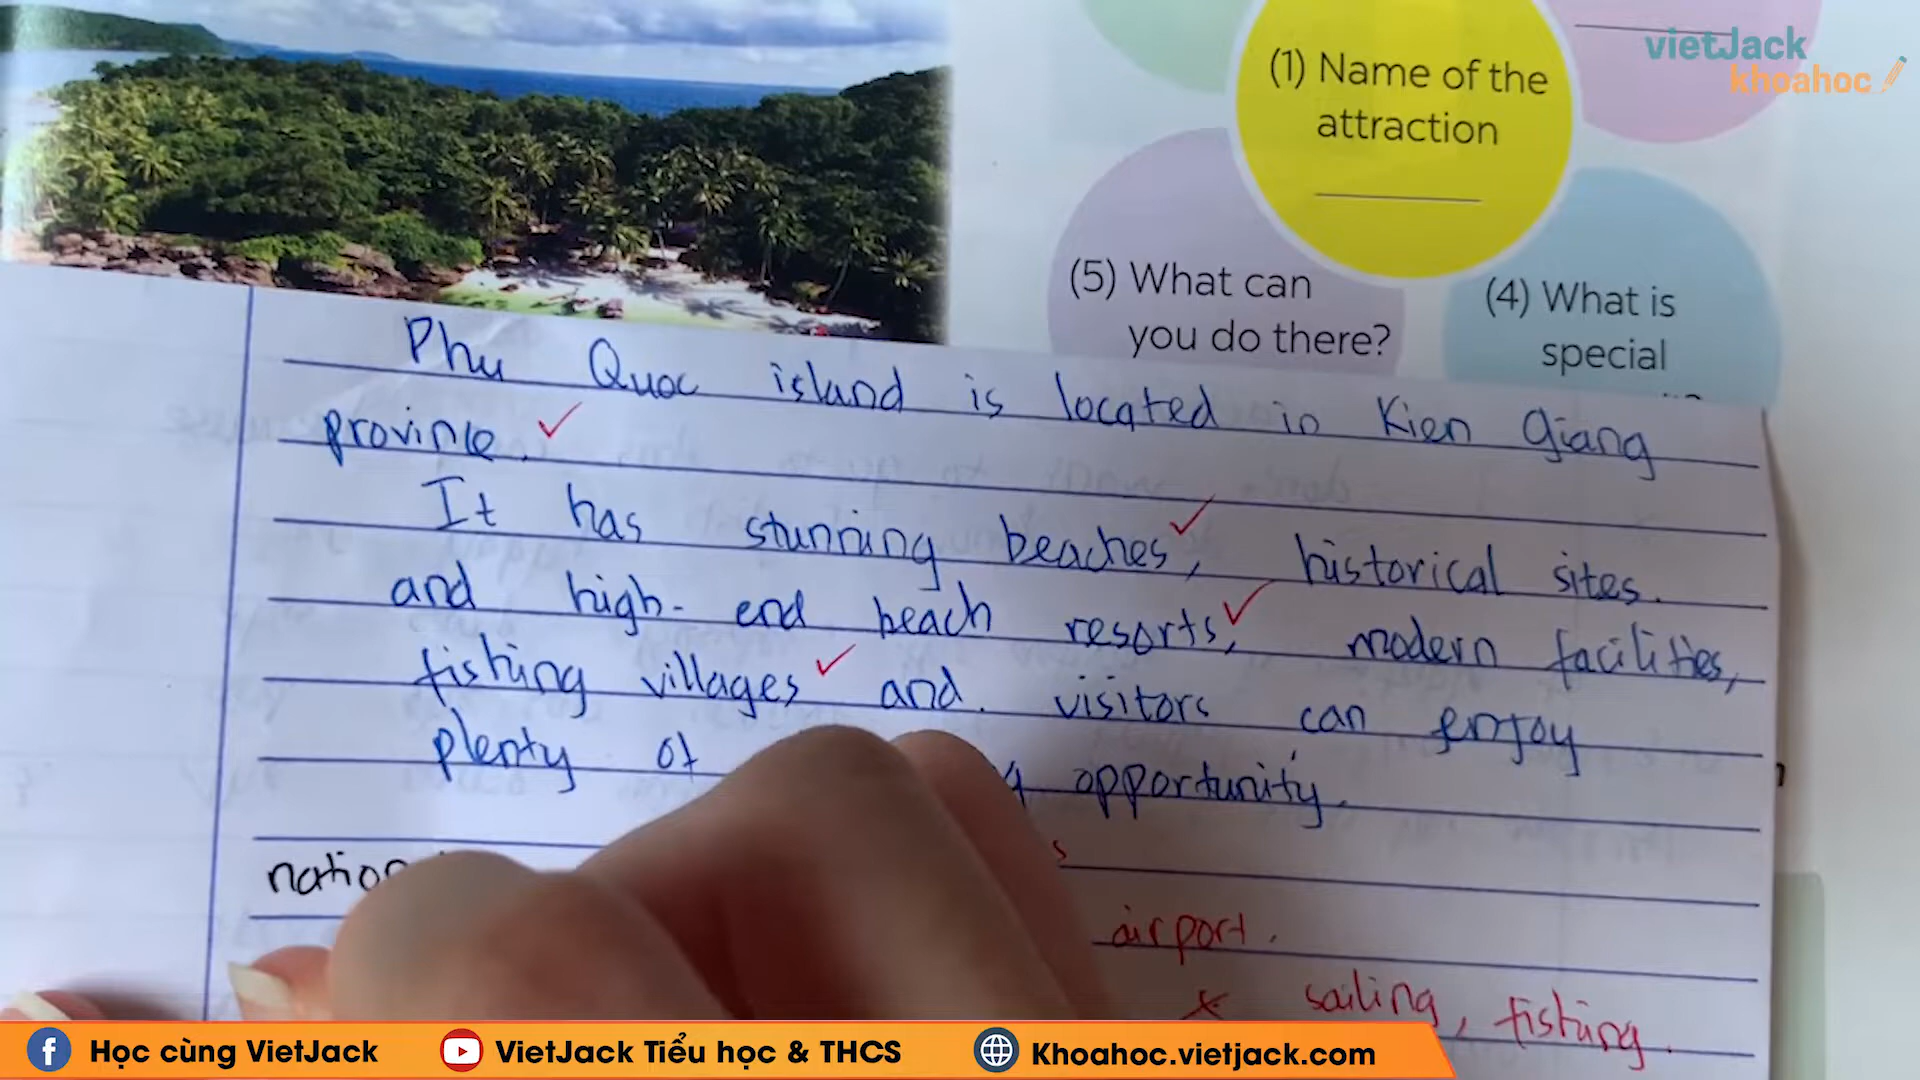 vietJack
khoahoc
(1) Name of the
attraction
(5) What can
you do there?
(4) What is
special
Phu Quoc island is located in Kien Giang
province.
It has stunning beaches, historical sites.
and high-end beach resorts, modern facilities,
fishing villages and. visitors can enjoy
plenty of opportunity.
airport.
sailing, fishing.
Học cùng VietJack
VietJack Tiểu học & THCS
Khoahoc.vietjack.com